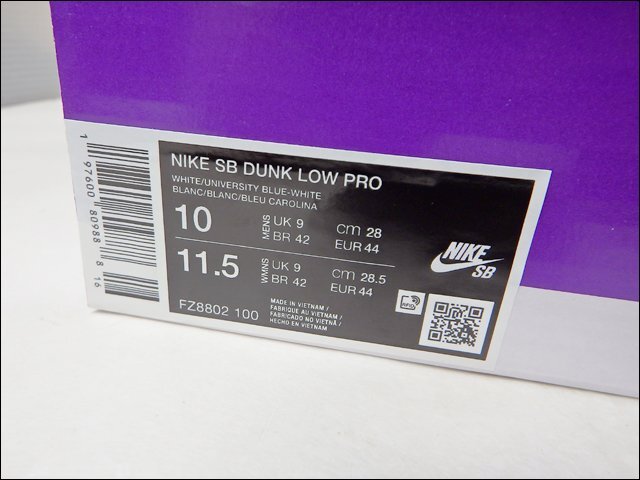 NIKE SB DUNK LOW PRO
WHITE/UNIVERSITY BLUE-WHITE
BLANC/BLANC/BLEU CAROLINA
10 MENS UK 9 cm 28
BR 42 EUR 44
11.5 WMNS UK 9 cm 28.5
BR 42 EUR 44
FZ8802 100
MADE IN VIETNAM /
FABRIQUÉ AU VIETNAM /
FABRICADO NO VIETNÃ /
HECHO EN VIETNAM
RFID
NIKE
SB
1 97600 80988 8 16